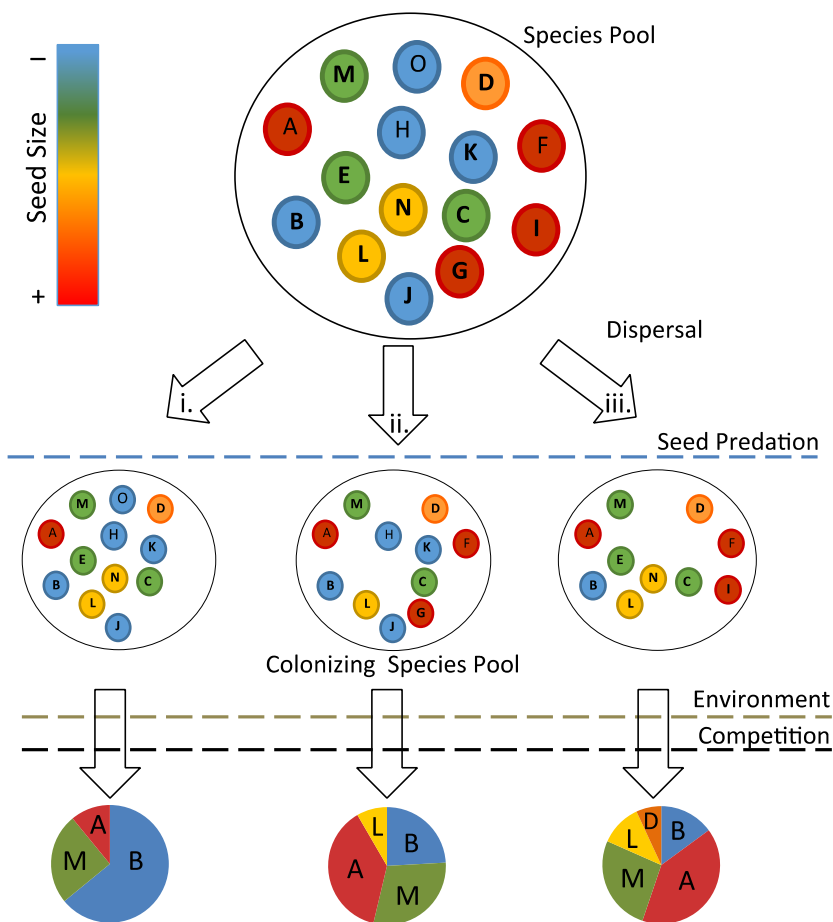 Species Pool
–
Seed Size
+
M O D
A H K F
E N C
B L J G I
Dispersal
i. ii. iii.
Seed Predation
M O D
A H K
E N C
B L J
M D
A H K F
B L J C G
M D
A E F
B N C I
L
Colonizing Species Pool
Environment
Competition
A
M B
L B
A M
D B
L
M A